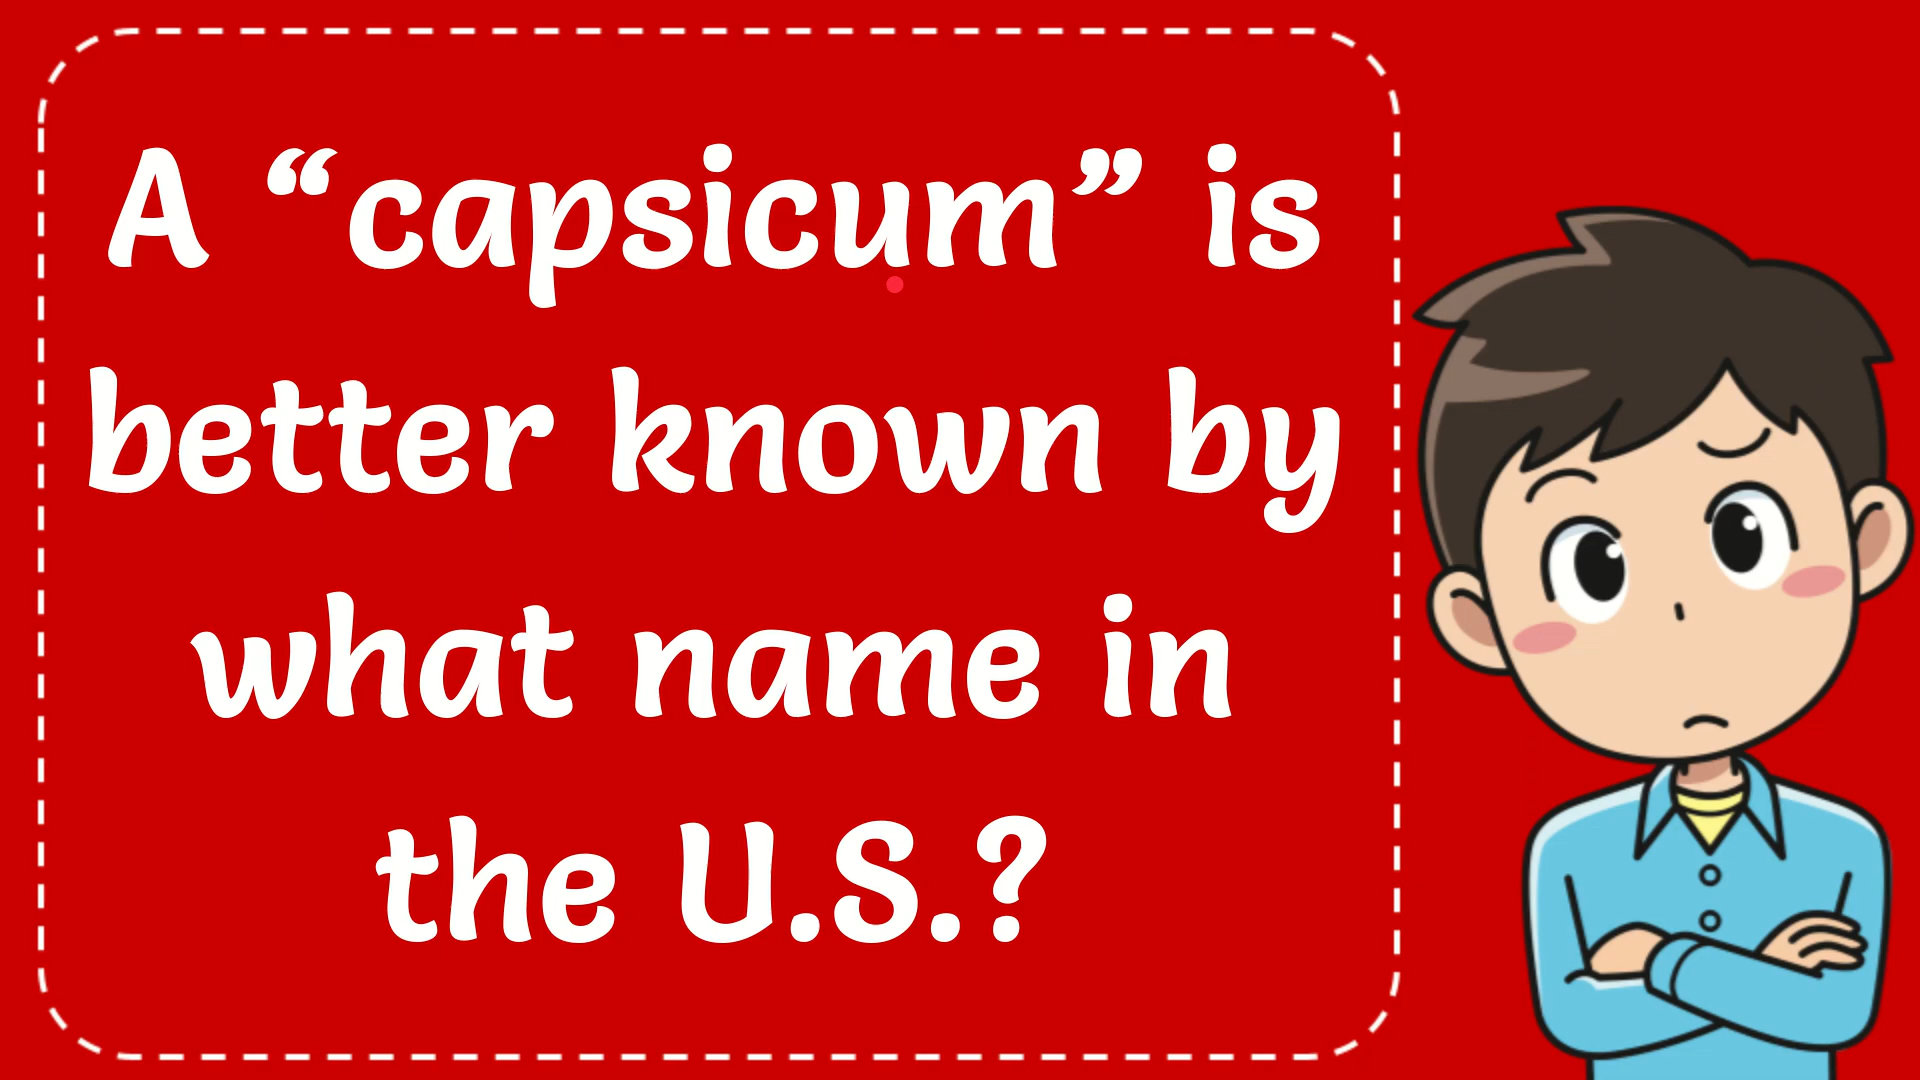 A “capsicum” is
better known by
what name in
the U.S.?